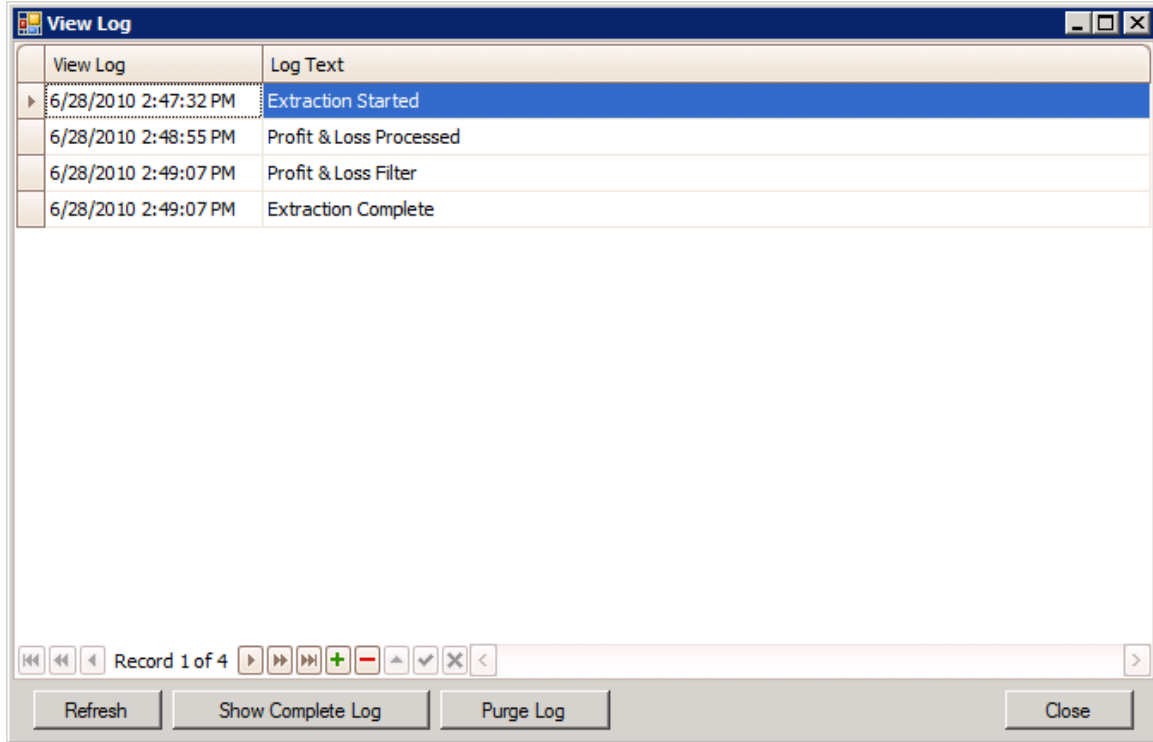 View Log
View Log Log Text
6/28/2010 2:47:32 PM Extraction Started
6/28/2010 2:48:55 PM Profit & Loss Processed
6/28/2010 2:49:07 PM Profit & Loss Filter
6/28/2010 2:49:07 PM Extraction Complete
Record 1 of 4
Refresh Show Complete Log Purge Log Close